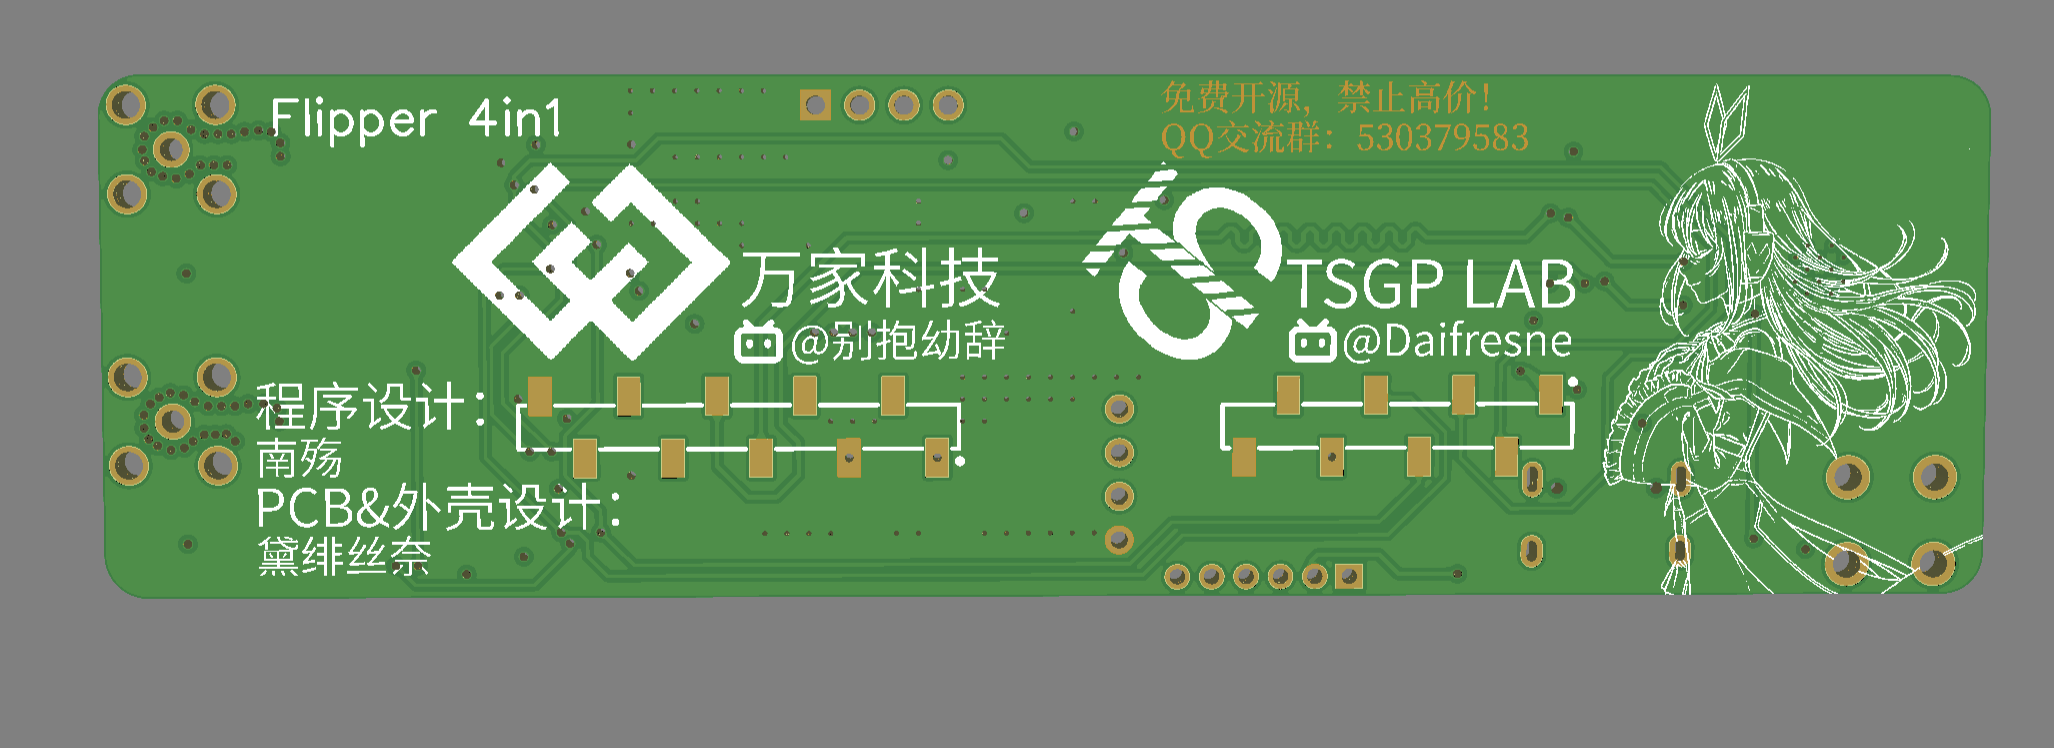 Flipper 4in1
免费开源，禁止高价！
QQ交流群：530379583
万家科技
@别抱幼辞
TSGP LAB
@Daifresne
程序设计：
南殇
PCB&外壳设计：
黛绯丝奈